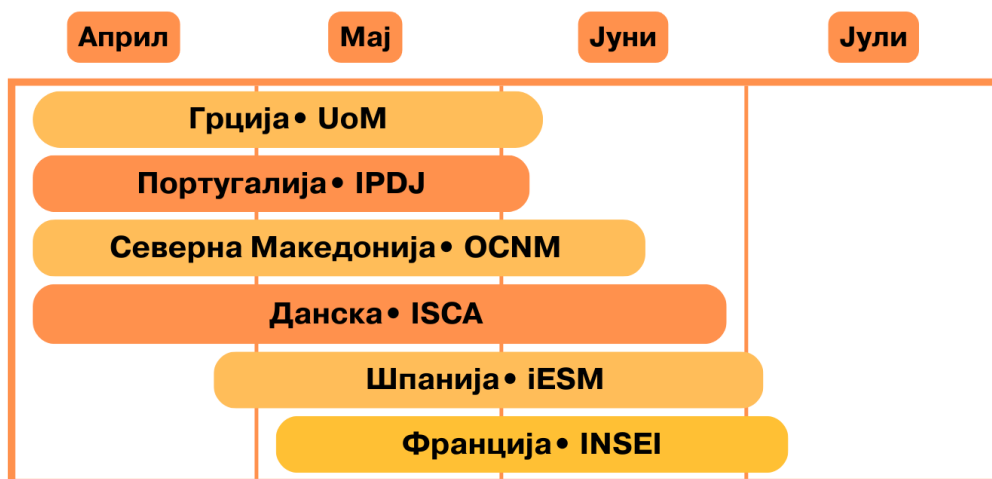 Април Мај Јуни Јули
Грција• UoM
Португалија• IPDJ
Северна Македонија• OCNM
Данска• ISCA
Шпанија• iESM
Франција• INSEI